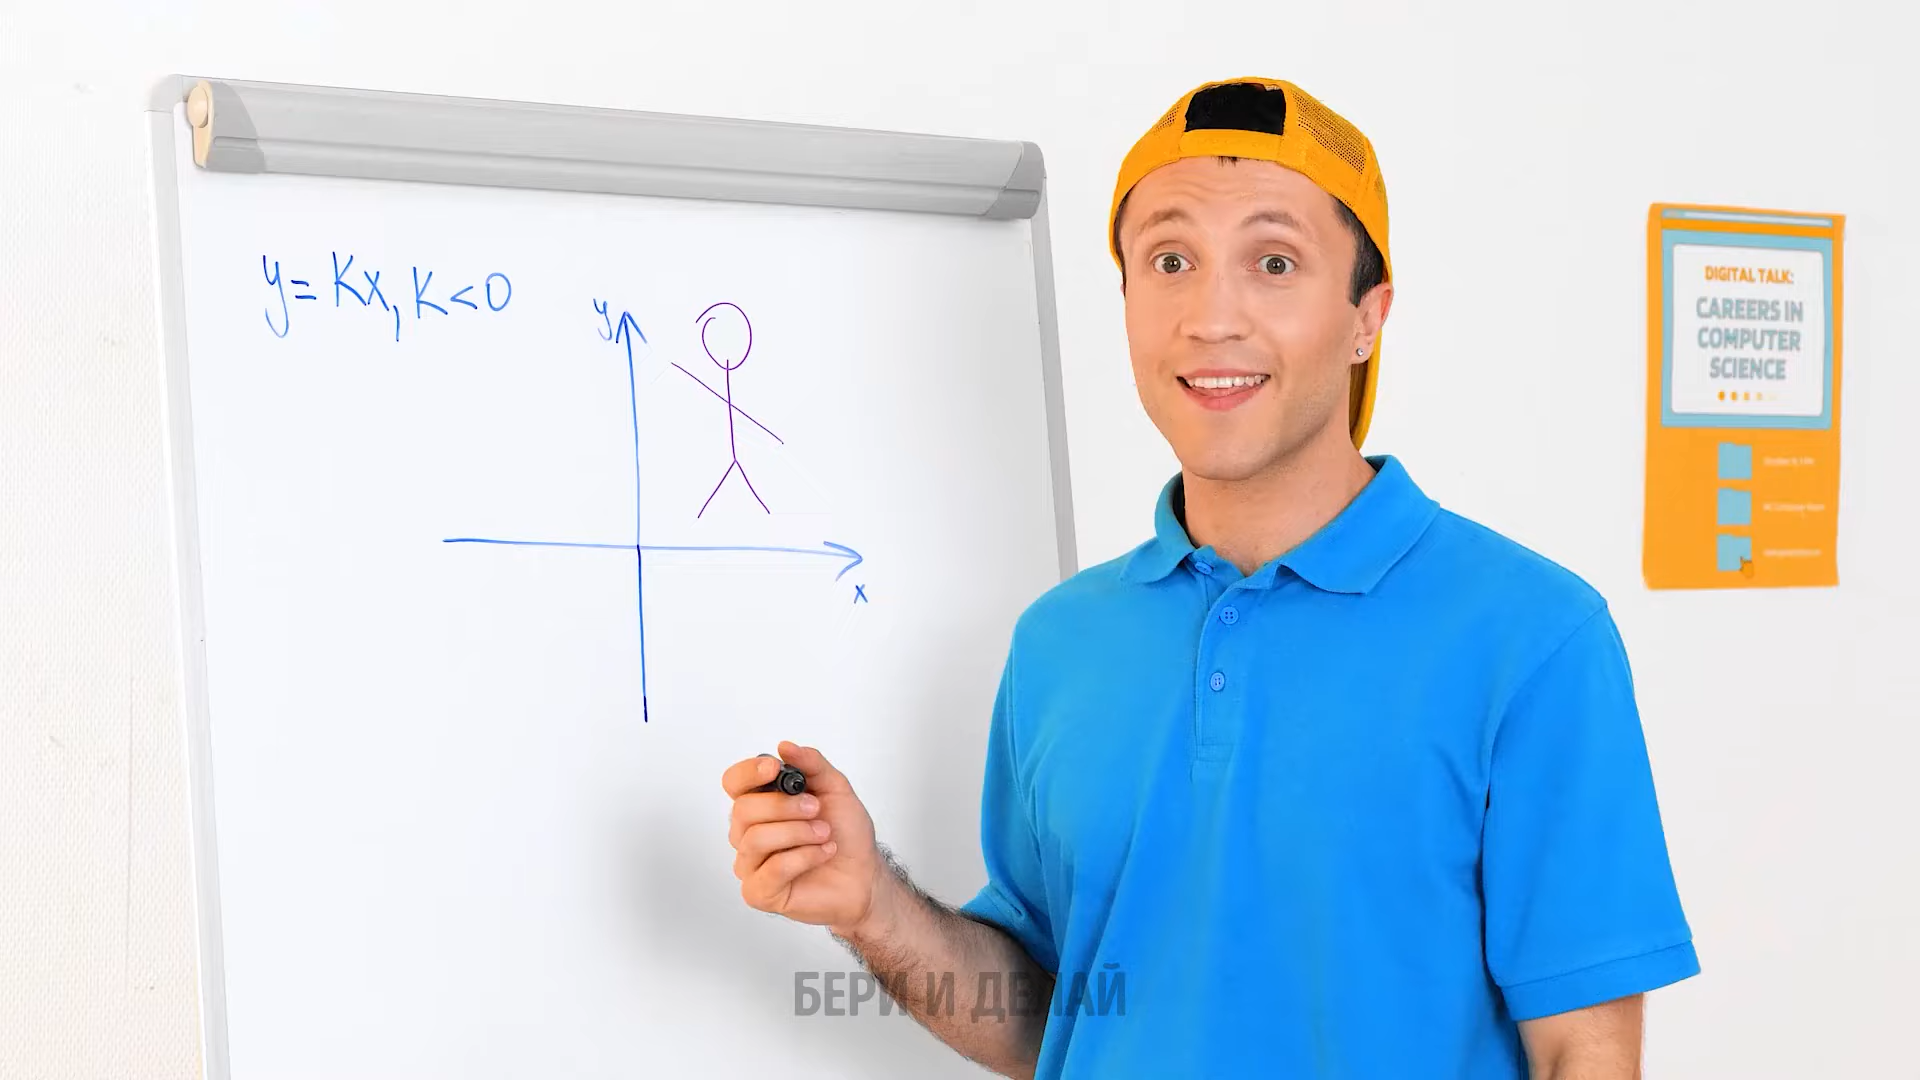 y = Kx, K < 0
y
x
DIGITAL TALK:
CAREERS IN
COMPUTER
SCIENCE
БЕРИ И ДЕЛАЙ